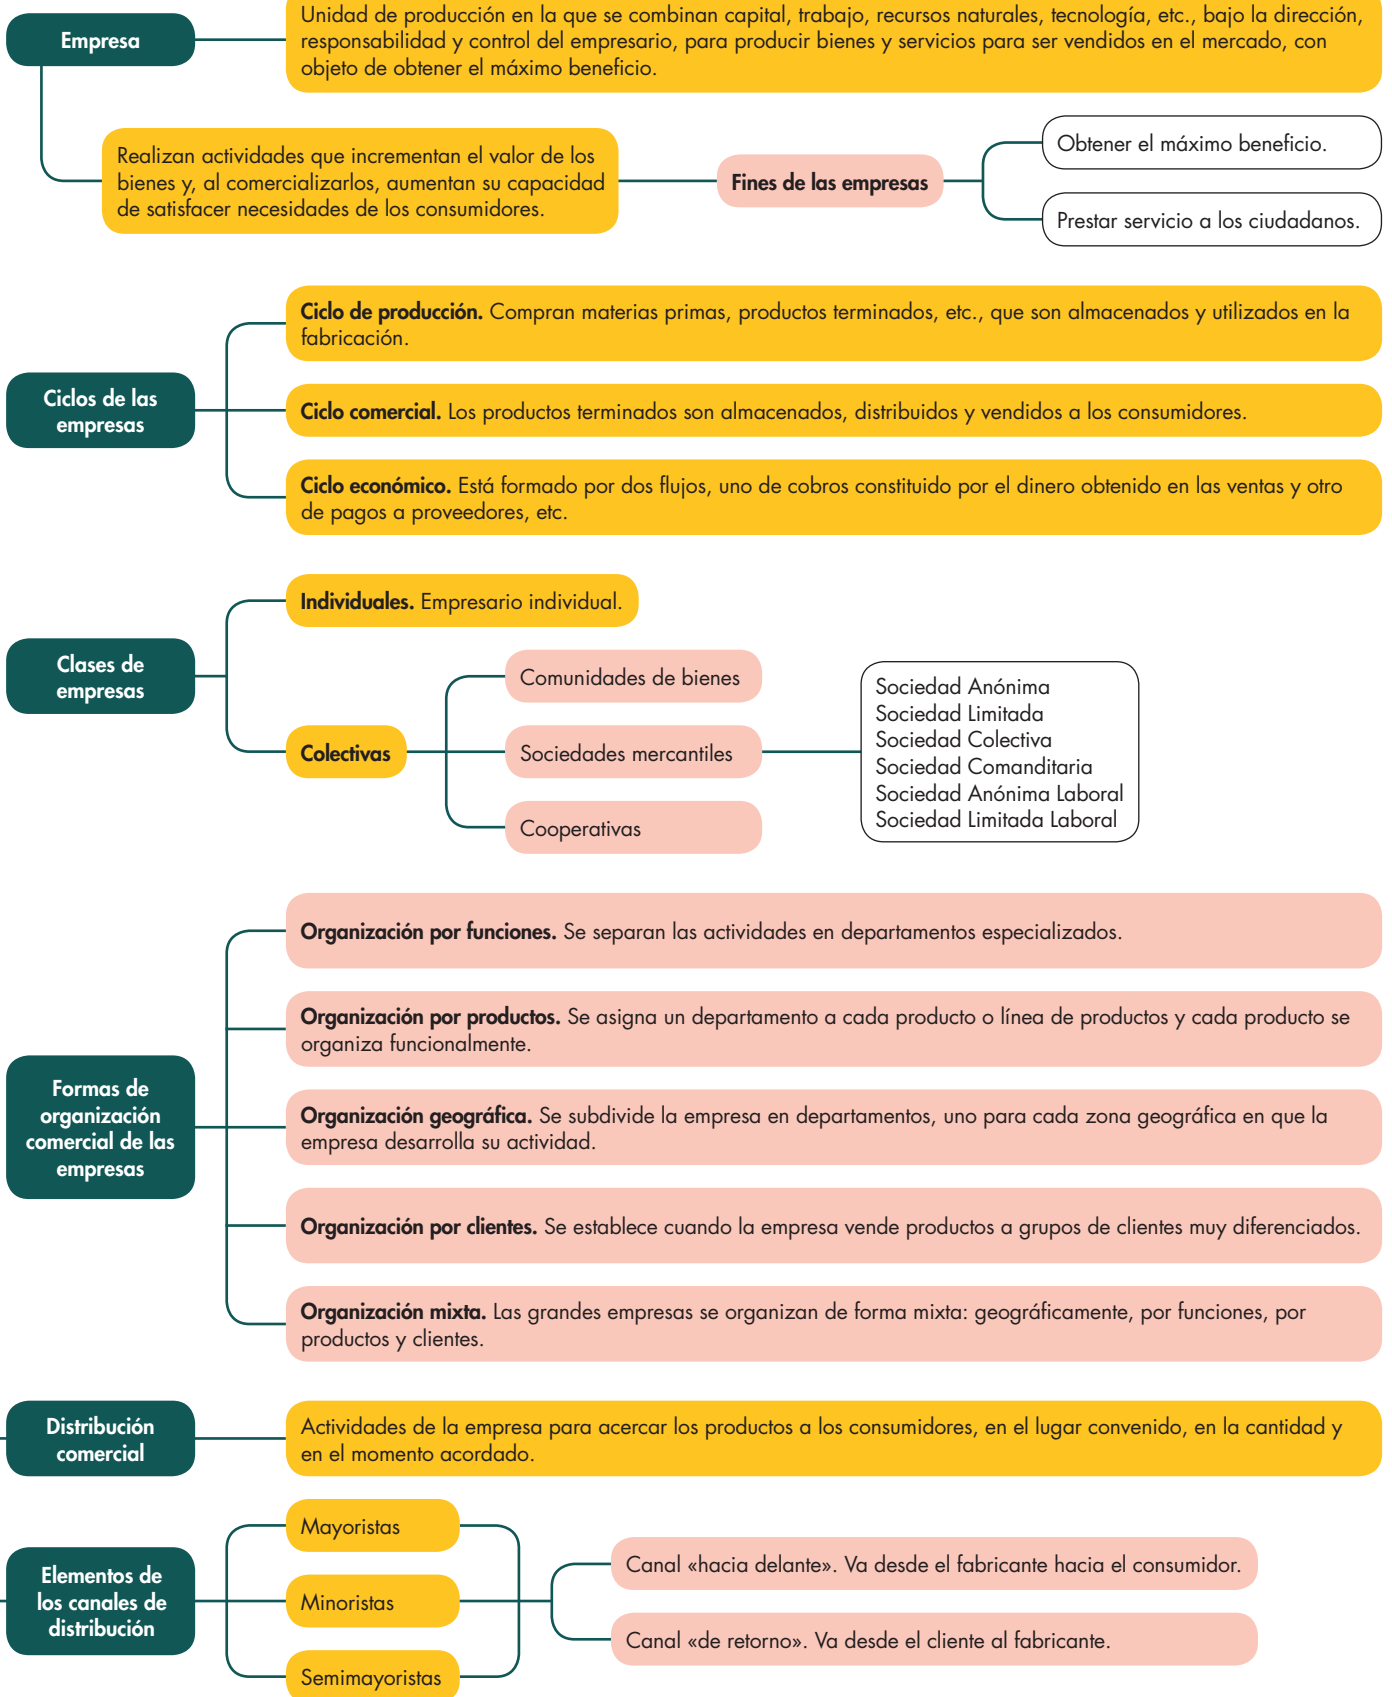 Empresa
Unidad de producción en la que se combinan capital, trabajo, recursos naturales, tecnología, etc., bajo la dirección,
responsabilidad y control del empresario, para producir bienes y servicios para ser vendidos en el mercado, con
objeto de obtener el máximo beneficio.
Realizan actividades que incrementan el valor de los
bienes y, al comercializarlos, aumentan su capacidad
de satisfacer necesidades de los consumidores.
Fines de las empresas
Obtener el máximo beneficio.
Prestar servicio a los ciudadanos.
Ciclos de las
empresas
Ciclo de producción. Compran materias primas, productos terminados, etc., que son almacenados y utilizados en la
fabricación.
Ciclo comercial. Los productos terminados son almacenados, distribuidos y vendidos a los consumidores.
Ciclo económico. Está formado por dos flujos, uno de cobros constituido por el dinero obtenido en las ventas y otro
de pagos a proveedores, etc.
Clases de
empresas
Individuales. Empresario individual.
Colectivas
Comunidades de bienes
Sociedades mercantiles
Cooperativas
Sociedad Anónima
Sociedad Limitada
Sociedad Colectiva
Sociedad Comanditaria
Sociedad Anónima Laboral
Sociedad Limitada Laboral
Formas de
organización
comercial de las
empresas
Organización por funciones. Se separan las actividades en departamentos especializados.
Organización por productos. Se asigna un departamento a cada producto o línea de productos y cada producto se
organiza funcionalmente.
Organización geográfica. Se subdivide la empresa en departamentos, uno para cada zona geográfica en que la
empresa desarrolla su actividad.
Organización por clientes. Se establece cuando la empresa vende productos a grupos de clientes muy diferenciados.
Organización mixta. Las grandes empresas se organizan de forma mixta: geográficamente, por funciones, por
productos y clientes.
Distribución
comercial
Actividades de la empresa para acercar los productos a los consumidores, en el lugar convenido, en la cantidad y
en el momento acordado.
Elementos de
los canales de
distribución
Mayoristas
Minoristas
Semimayoristas
Canal «hacia delante». Va desde el fabricante hacia el consumidor.
Canal «de retorno». Va desde el cliente al fabricante.